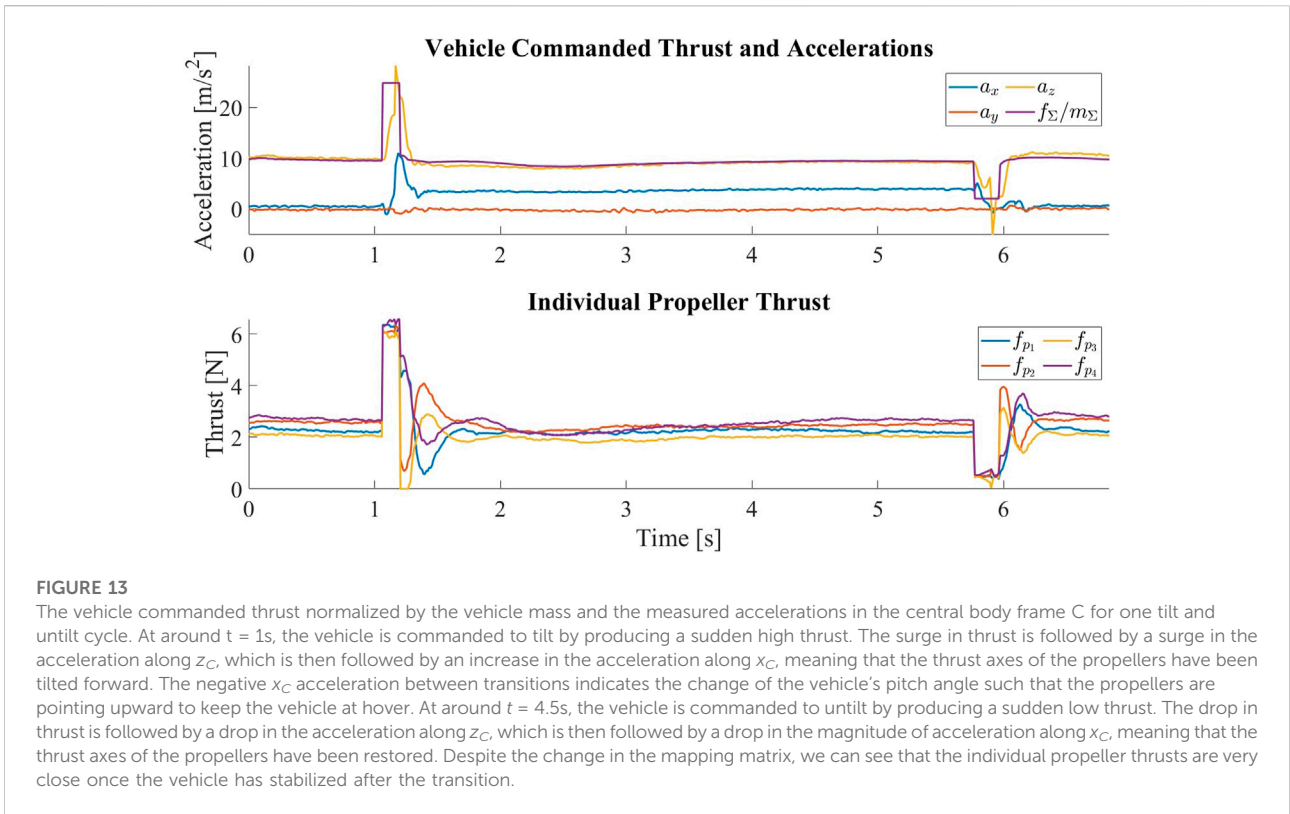 Vehicle Commanded Thrust and Accelerations
Acceleration [m/s²]
20
10
0
a_x a_z
a_y f_Σ/m_Σ
0 1 2 3 4 5 6
Individual Propeller Thrust
Thrust [N]
6
4
2
0
f_{p_1} f_{p_3}
f_{p_2} f_{p_4}
0 1 2 3 4 5 6
Time [s]
FIGURE 13
The vehicle commanded thrust normalized by the vehicle mass and the measured accelerations in the central body frame C for one tilt and
untilt cycle. At around t = 1s, the vehicle is commanded to tilt by producing a sudden high thrust. The surge in thrust is followed by a surge in the
acceleration along z_C, which is then followed by an increase in the acceleration along x_C, meaning that the thrust axes of the propellers have been
tilted forward. The negative x_C acceleration between transitions indicates the change of the vehicle's pitch angle such that the propellers are
pointing upward to keep the vehicle at hover. At around t = 4.5s, the vehicle is commanded to untilt by producing a sudden low thrust. The drop in
thrust is followed by a drop in the acceleration along z_C, which is then followed by a drop in the magnitude of acceleration along x_C, meaning that the
thrust axes of the propellers have been restored. Despite the change in the mapping matrix, we can see that the individual propeller thrusts are very
close once the vehicle has stabilized after the transition.